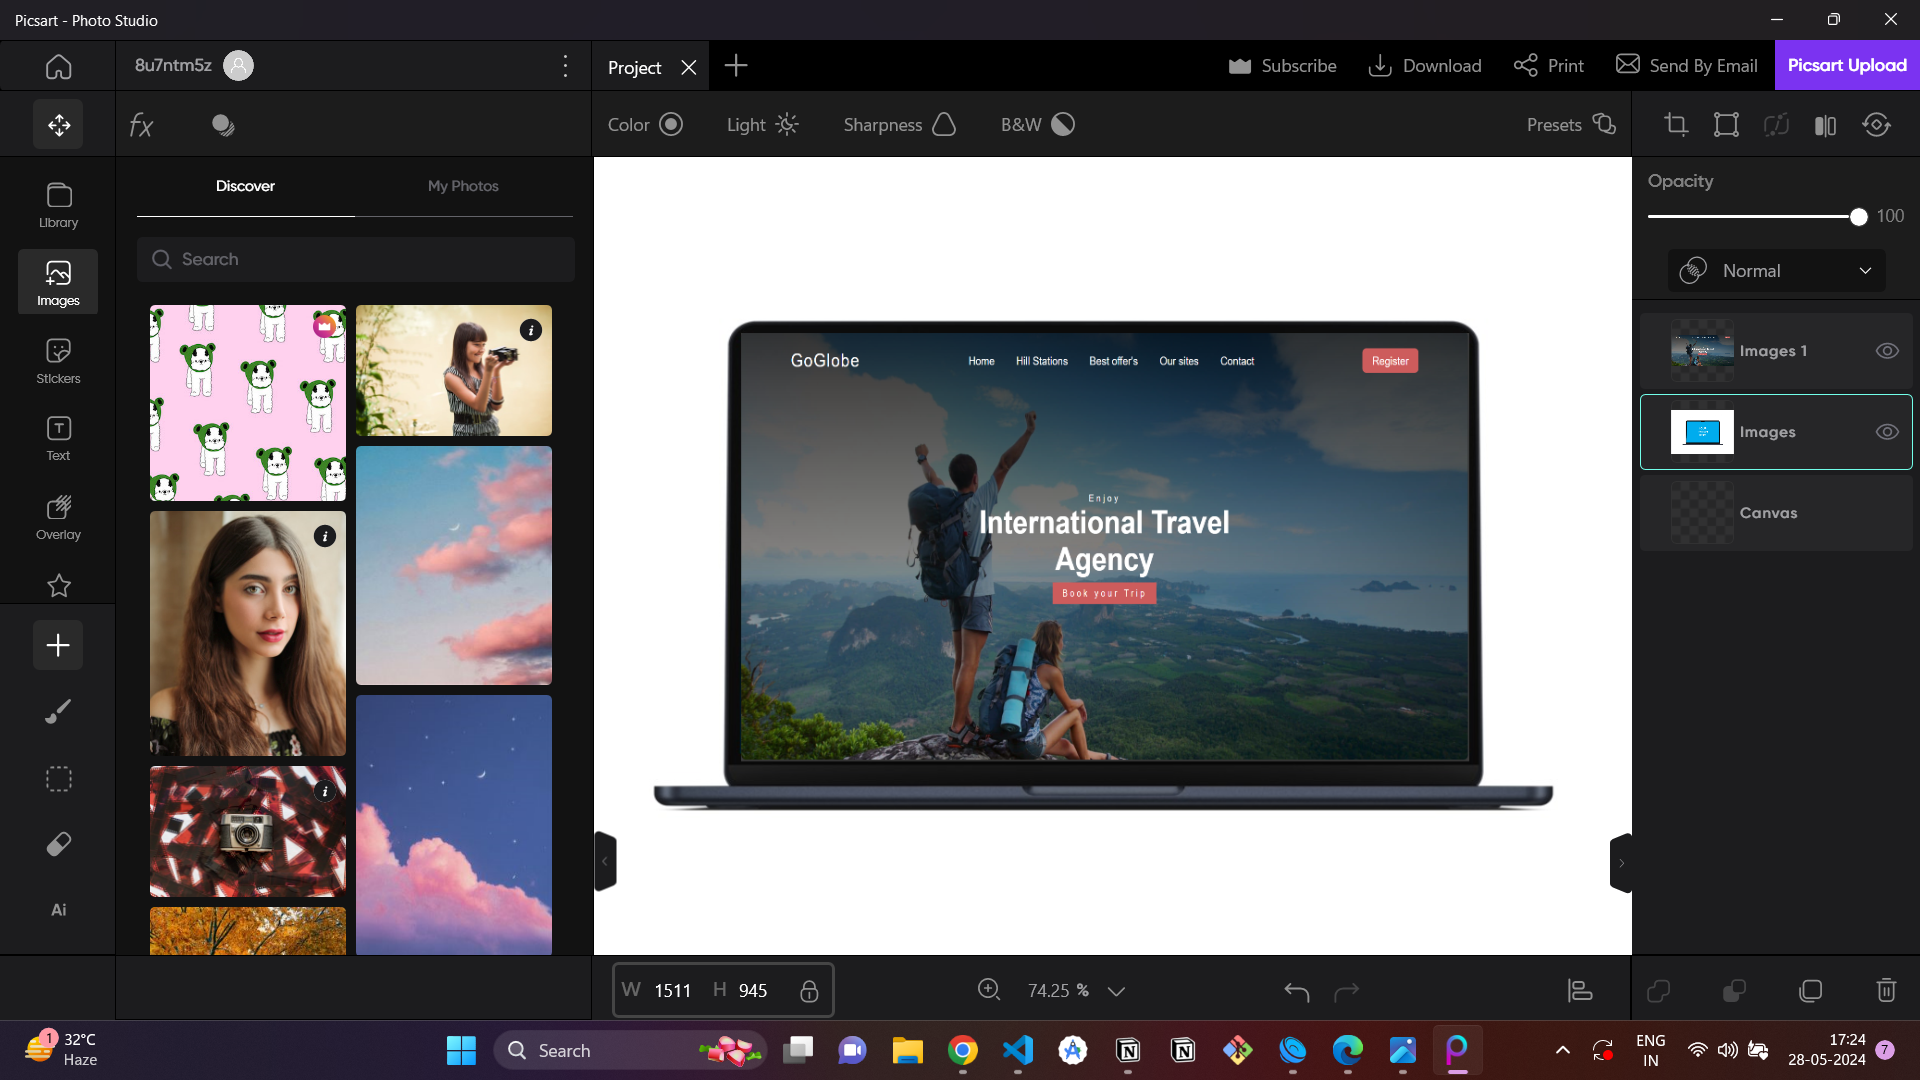 Picsart - Photo Studio
8u7ntm5z
Project
Subscribe
Download
Print
Send By Email
Picsart Upload
fx
Color
Light
Sharpness
B&W
Presets
Library
Images
Stickers
Text
Overlay
Ai
Discover
My Photos
Search
GoGlobe
Home
Hill Stations
Best offer's
Our sites
Contact
Register
Enjoy
International Travel
Agency
Book your Trip
Opacity
100
Normal
Images 1
Images
Canvas
W 1511 H 945
74.25 %
1
32°C
Haze
Search
ENG
IN
17:24
28-05-2024
7